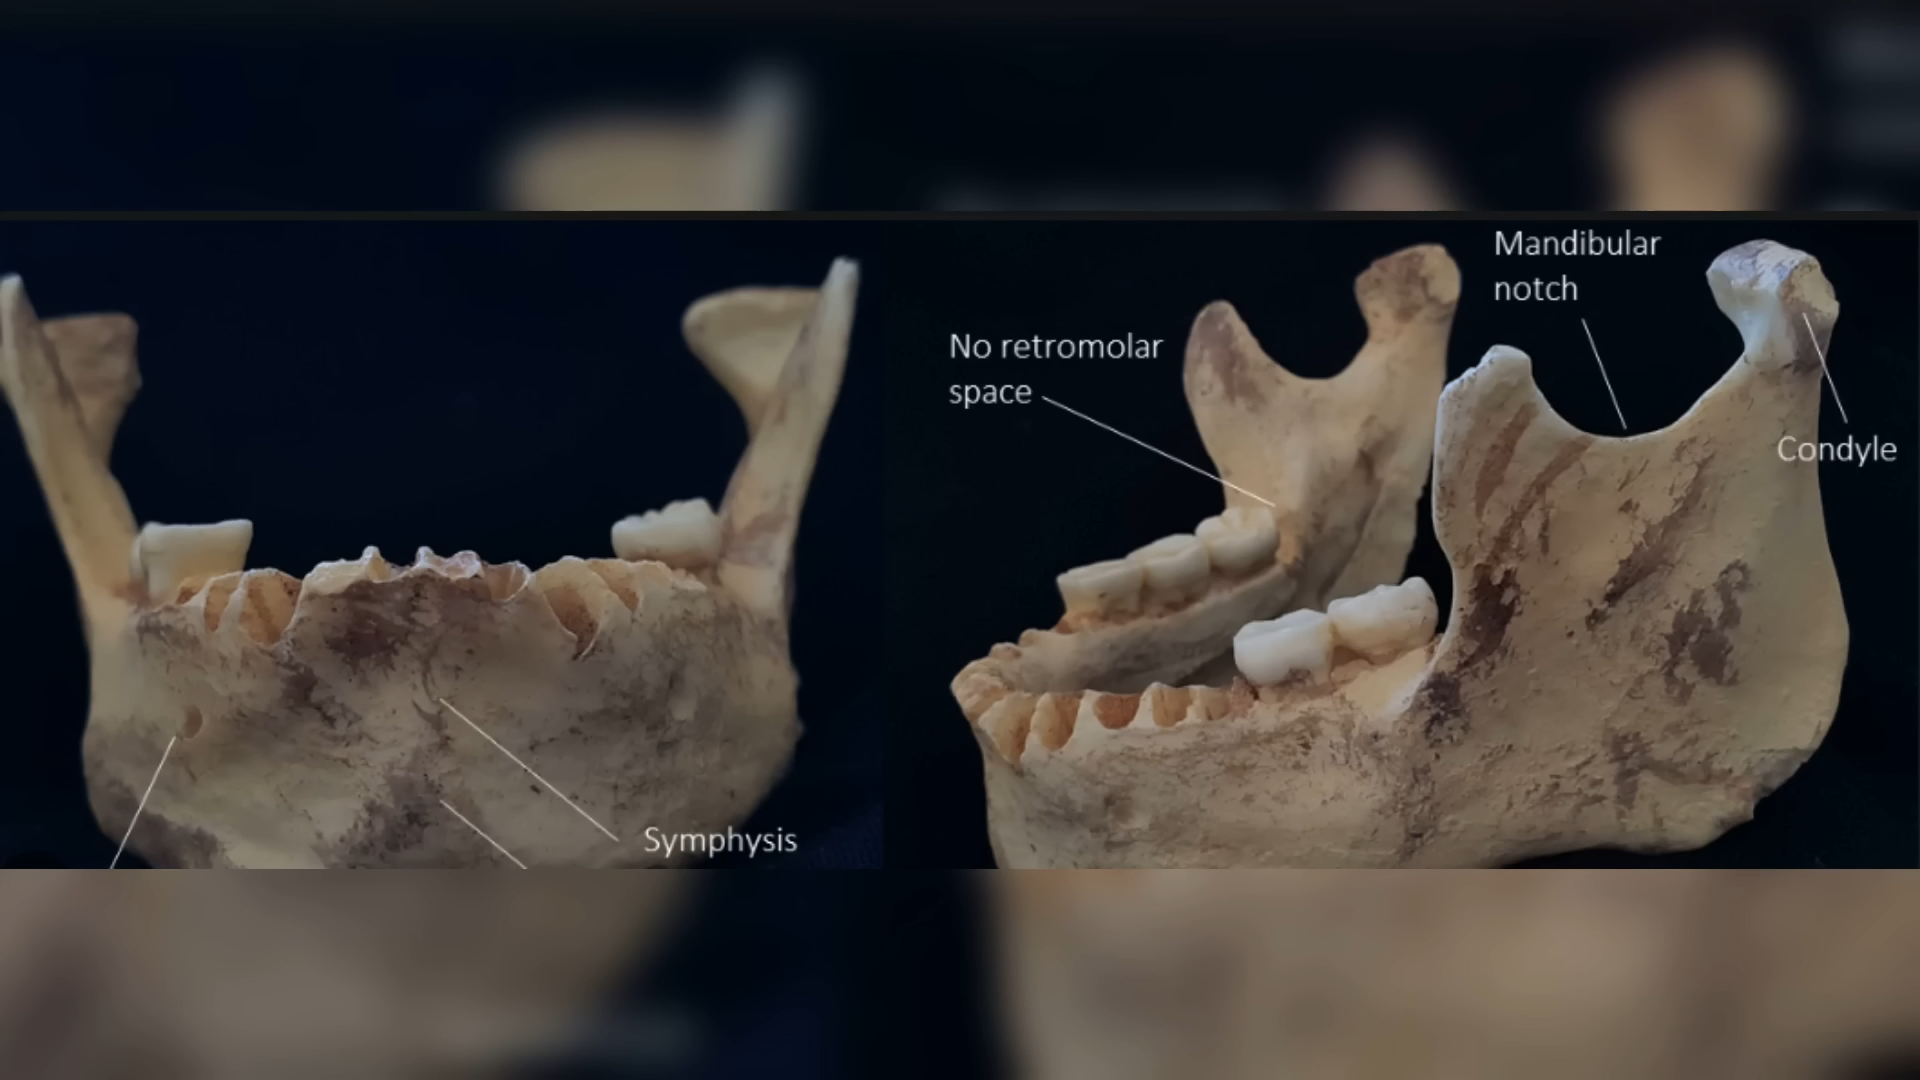 No retromolar
space
Mandibular
notch
Condyle
Symphysis